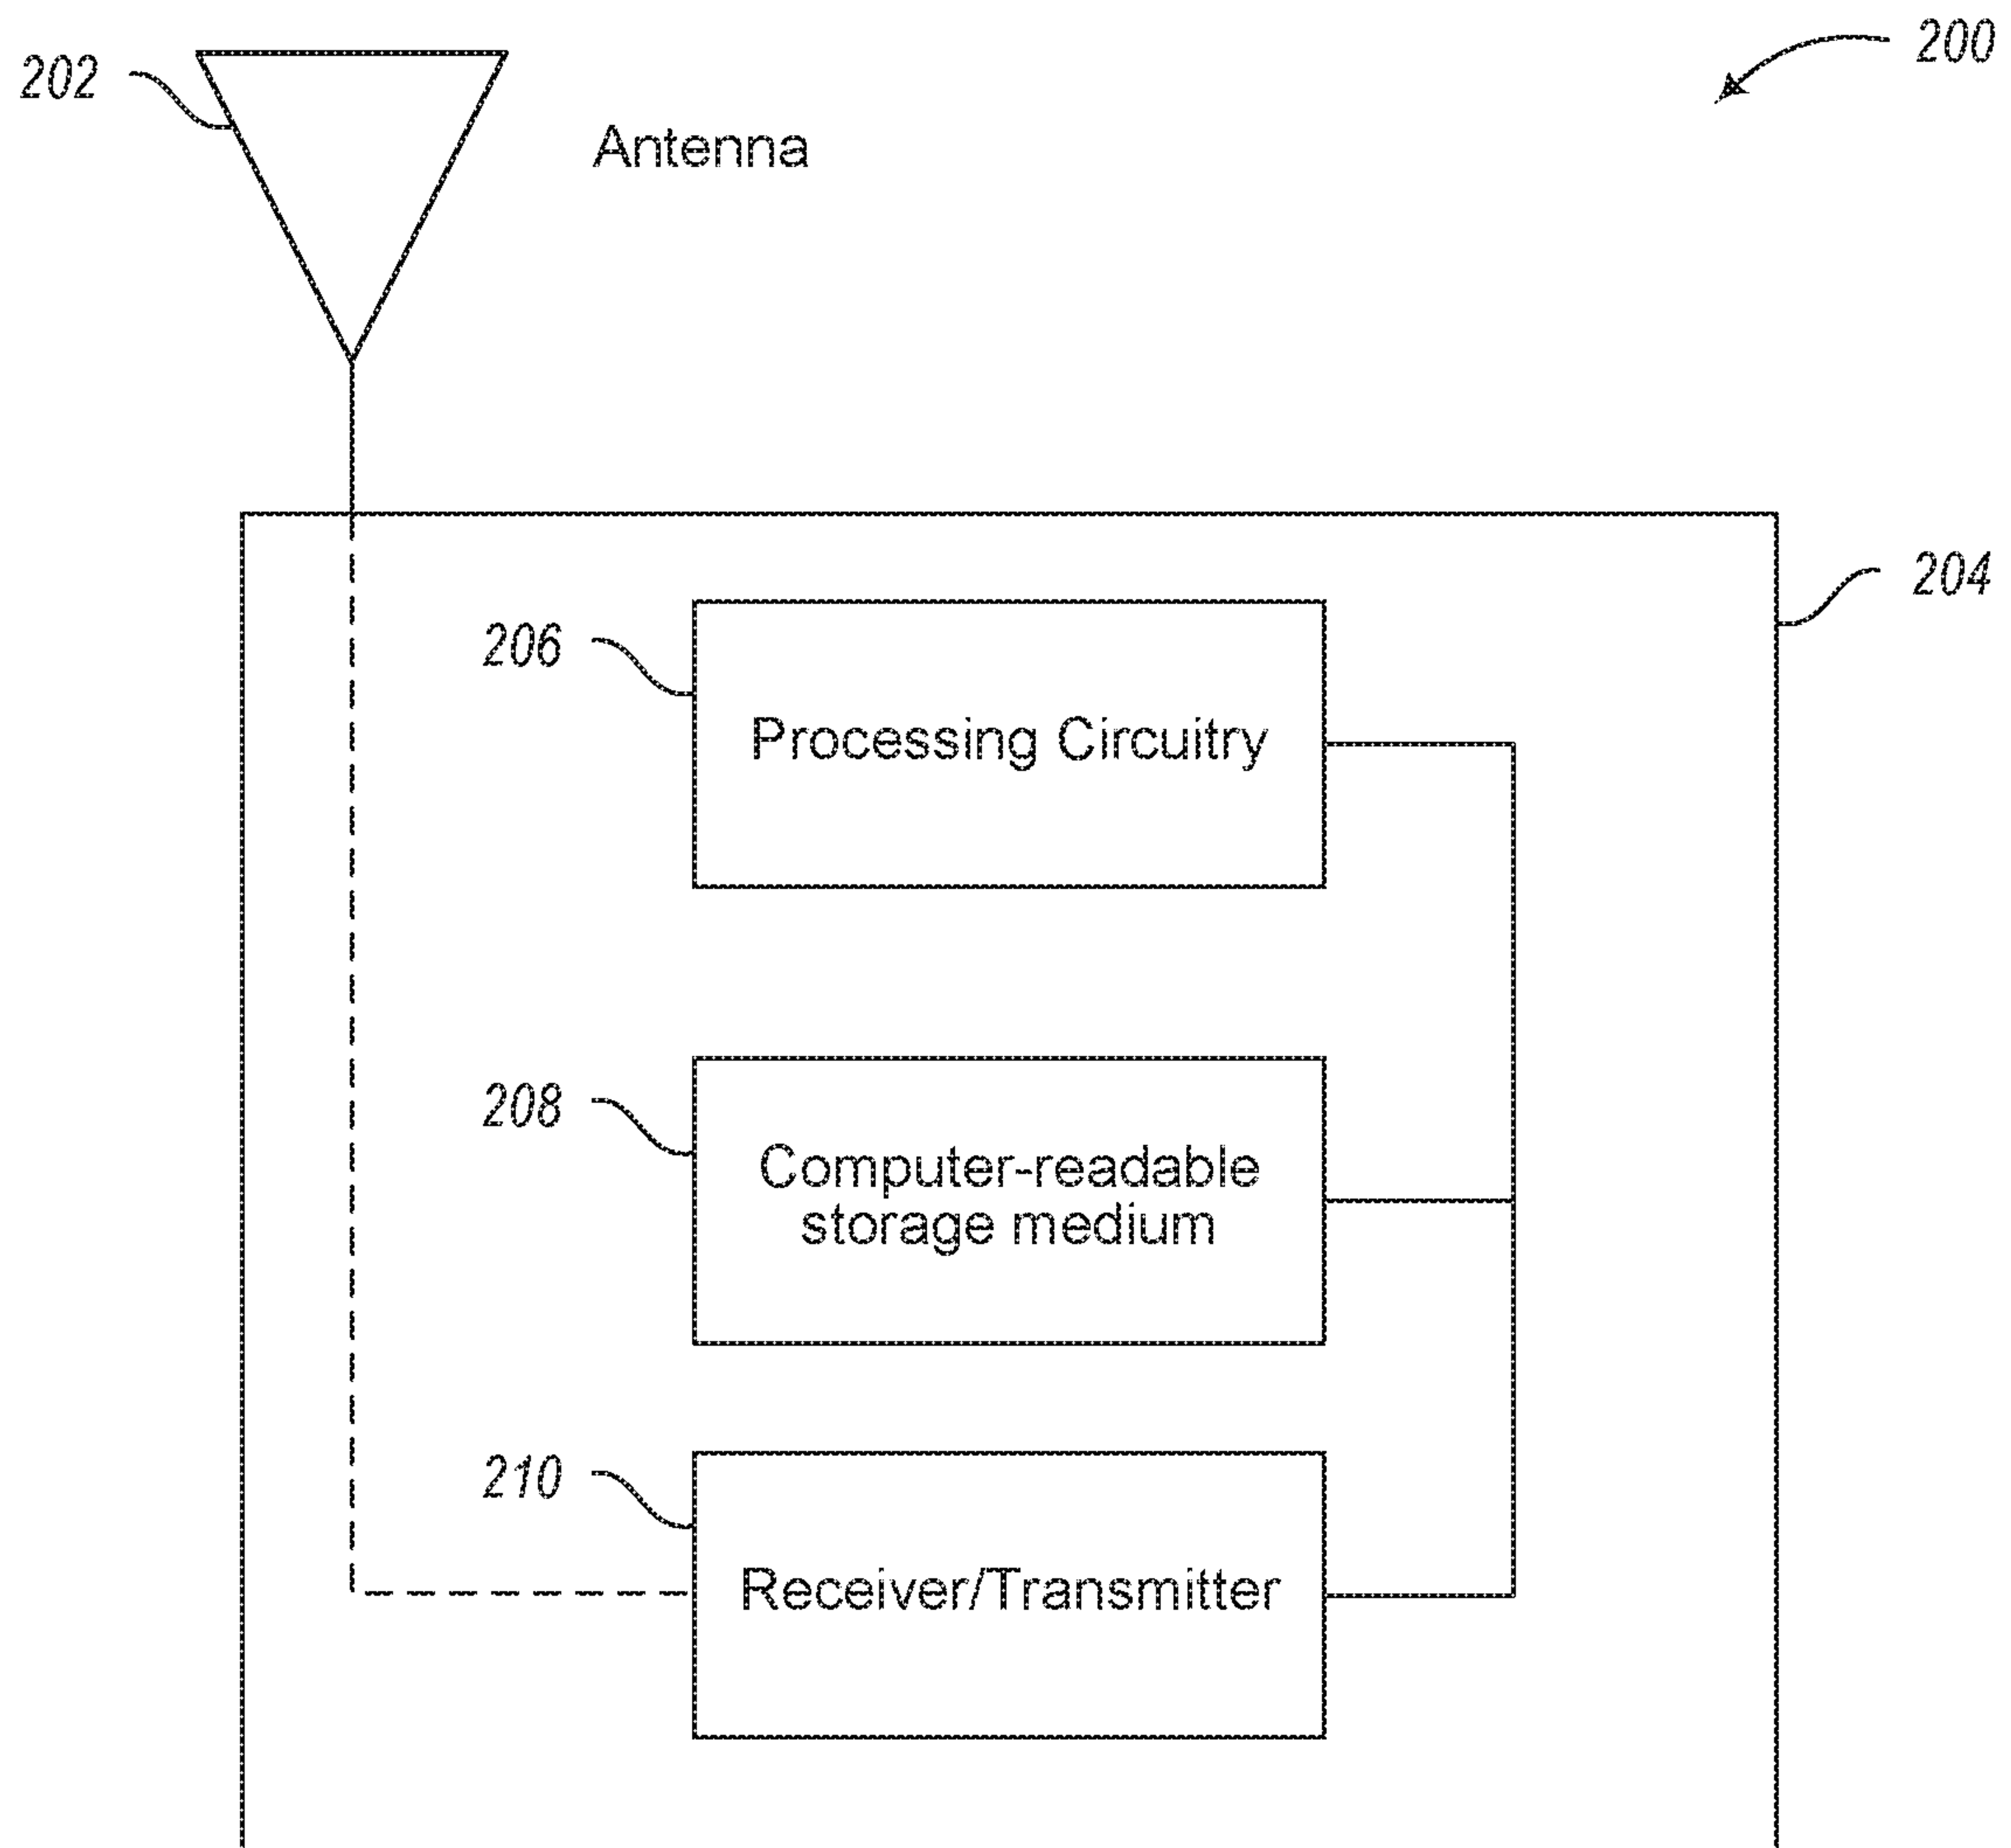 200
202
Antenna
204
206
Processing Circuitry
208
Computer-readable
storage medium
210
Receiver/Transmitter